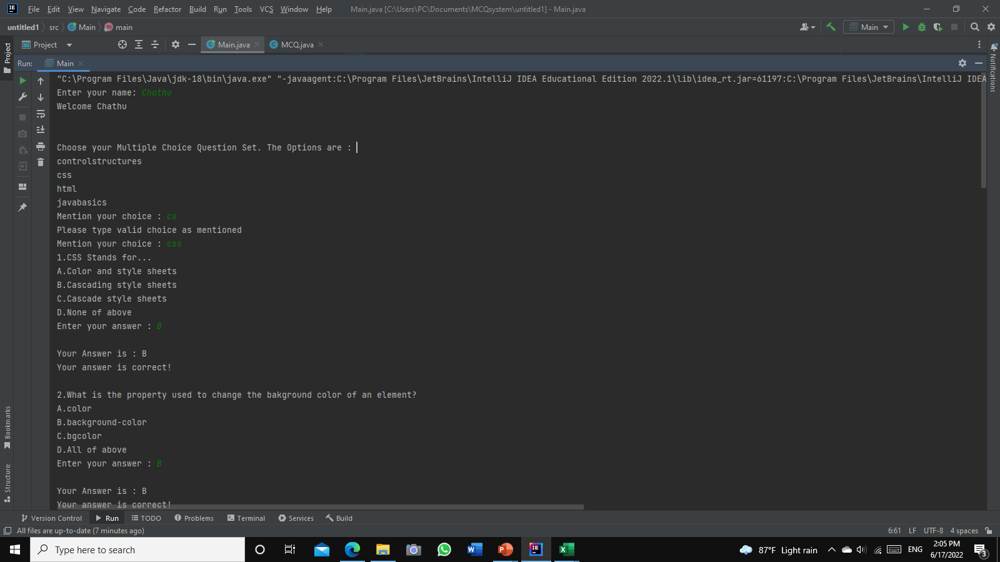 IE File Edit View Navigate Code Refactor Build Run Tools VCS Window Help Main.java [C:\Users\PC\Documents\MCQsystem\untitled1] - Main.java
untitled1 src Main main Main
Project Project Main.java MCQ.java
Notifications
Run: Main
"C:\Program Files\Java\jdk-18\bin\java.exe" "-javaagent:C:\Program Files\JetBrains\IntelliJ IDEA Educational Edition 2022.1\lib\idea_rt.jar=61197:C:\Program Files\JetBrains\IntelliJ IDEA
Enter your name: Chathu
Welcome Chathu
Choose your Multiple Choice Question Set. The Options are :
controlstructures
css
html
javabasics
Mention your choice : cs
Please type valid choice as mentioned
Mention your choice : css
1.CSS Stands for...
A.Color and style sheets
B.Cascading style sheets
C.Cascade style sheets
D.None of above
Enter your answer : B
Your Answer is : B
Your answer is correct!
2.What is the property used to change the bakground color of an element?
A.color
B.background-color
C.bgcolor
D.All of above
Enter your answer : B
Your Answer is : B
Your answer is correct!
Bookmarks
Structure
Version Control Run TODO Problems Terminal Services Build
All files are up-to-date (7 minutes ago) 6:61 LF UTF-8 4 spaces
Type here to search 87°F Light rain ENG 2:05 PM
6/17/2022 3